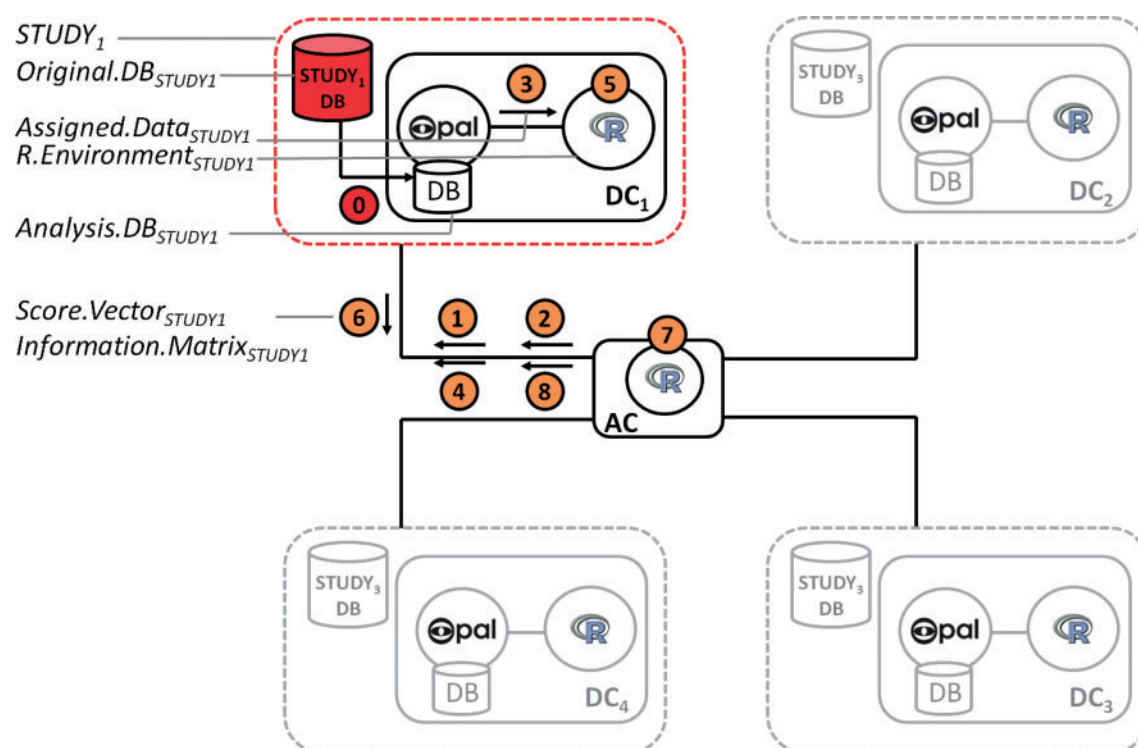 STUDY1
Original.DBSTUDY1
Assigned.DataSTUDY1
R.EnvironmentSTUDY1
Analysis.DBSTUDY1
Score.VectorSTUDY1
Information.MatrixSTUDY1
STUDY1
DB
opal
DB
3
5
R
DC1
0
STUDY3
DB
opal
DB
R
DC2
6
1
2
4
8
7
R
AC
STUDY3
DB
opal
DB
R
DC4
STUDY3
DB
opal
DB
R
DC3